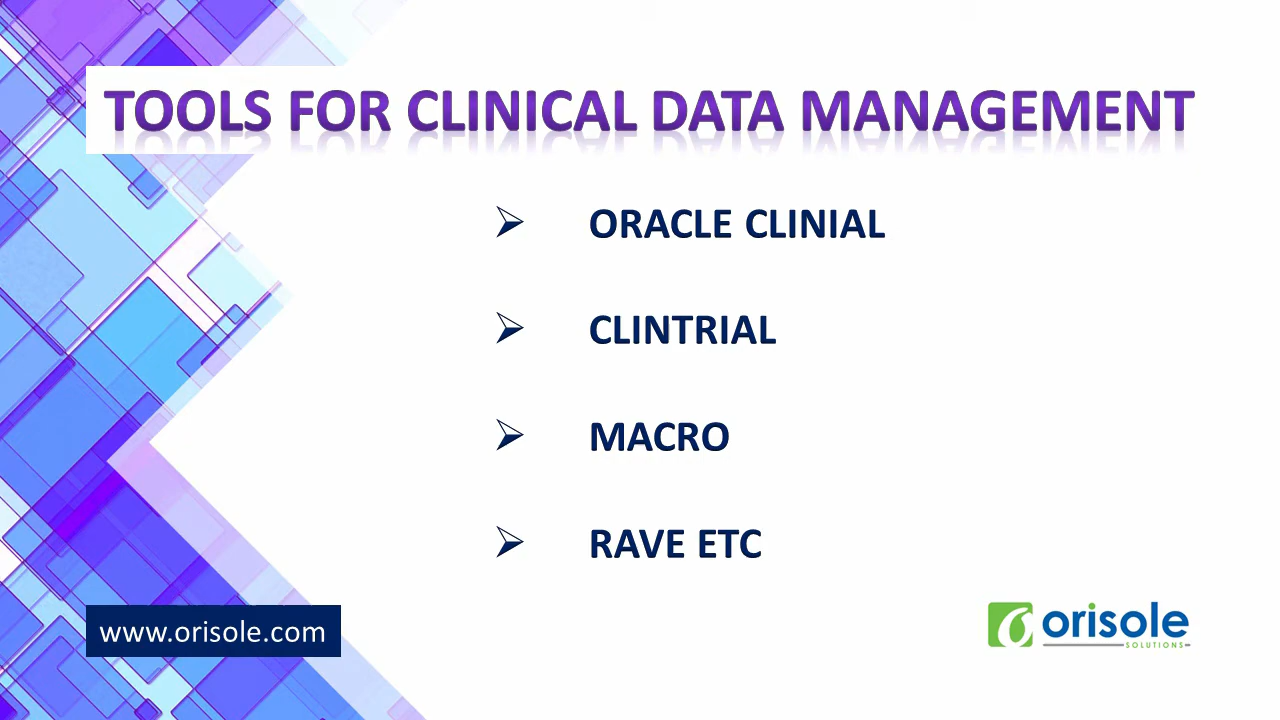 TOOLS FOR CLINICAL DATA MANAGEMENT
ORACLE CLINIAL
CLINTRIAL
MACRO
RAVE ETC
www.orisole.com
orisole
SOLUTIONS